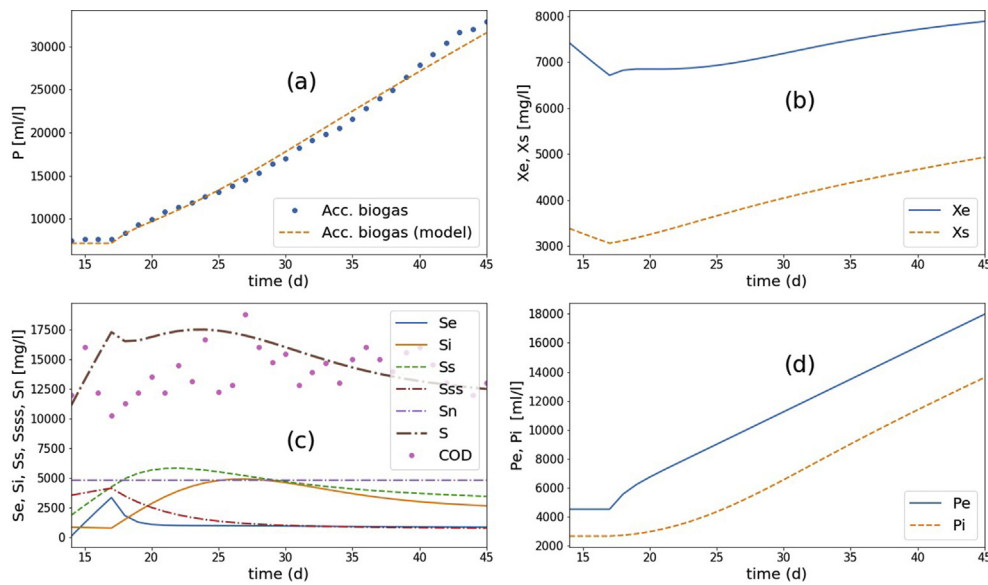 P [ml/l]
30000
25000
20000
15000
10000
(a)
Acc. biogas
Acc. biogas (model)
15 20 25 30 35 40 45
time (d)
Xe, Xs [mg/l]
8000
7000
6000
5000
4000
3000
(b)
Xe
Xs
15 20 25 30 35 40 45
time (d)
Se, Si, Ss, Ssss, Sn [mg/l]
17500
15000
12500
10000
7500
5000
2500
0
(c)
Se
Si
Ss
Sss
Sn
S
COD
15 20 25 30 35 40 45
time (d)
Pe, Pi [ml/l]
18000
16000
14000
12000
10000
8000
6000
4000
2000
(d)
Pe
Pi
15 20 25 30 35 40 45
time (d)